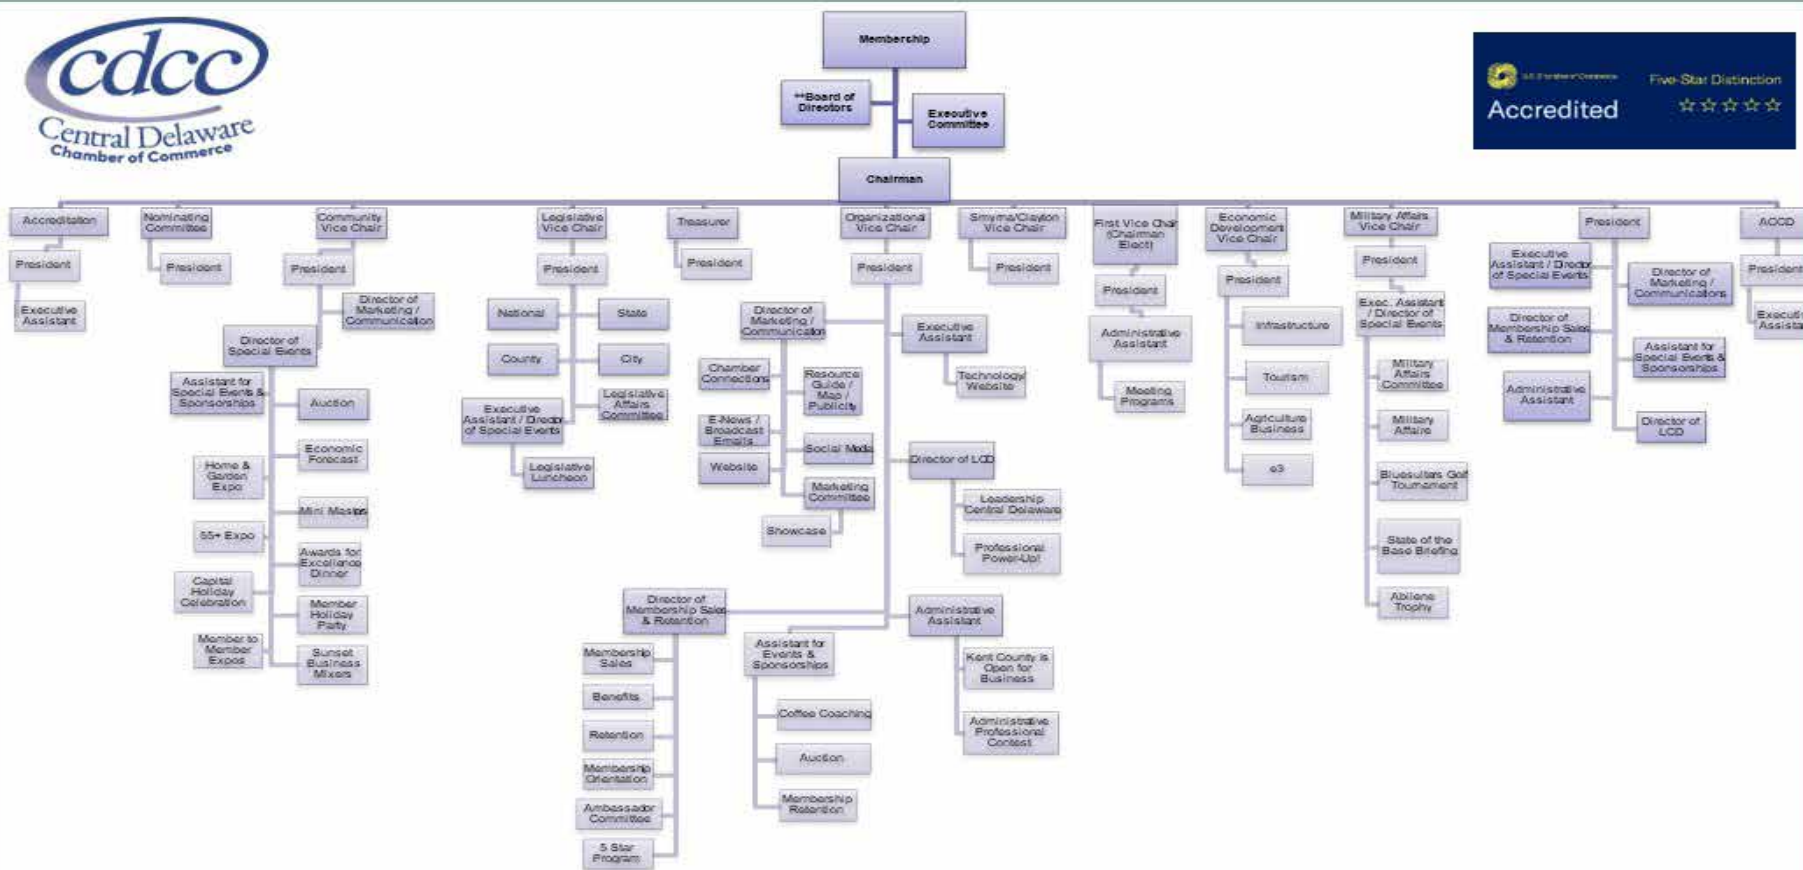 cdcc
Central Delaware
Chamber of Commerce
Accredited
Five-Star Distinction
Membership
**Board of
Directors
Executive
Committee
Chairman
Accreditation
President
Executive
Assistant
Nominating
Committee
President
Community
Vice Chair
President
Director of
Marketing /
Communication
Director of
Special Events
Assistant for
Special Events &
Sponsorships
Auction
Economic
Forecast
Home &
Garden
Expo
Mini Masters
55+ Expo
Awards for
Excellence
Dinner
Capital
Holiday
Celebration
Member
Holiday
Party
Member to
Member
Expos
Sunset
Business
Mixers
Legislative
Vice Chair
President
National
State
County
City
Legislative
Affairs
Committee
Executive
Assistant / Director
of Special Events
Legislative
Luncheon
Treasurer
President
Organizational
Vice Chair
President
Director of
Marketing /
Communication
Executive
Assistant
Technology/
Website
Chamber
Connections
Resource
Guide /
Map /
Publicity
E-News /
Broadcast
Emails
Social Media
Website
Marketing
Committee
Showcase
Director of LCD
Leadership
Central Delaware
Professional
Power-Up!
Director of
Membership Sales
& Retention
Membership
Sales
Benefits
Retention
Membership
Orientation
Ambassador
Committee
5 Star
Program
Assistant for
Events &
Sponsorships
Coffee Coaching
Auction
Membership
Retention
Administrative
Assistant
Kent County is
Open for
Business
Administrative
Professional
Contest
Smyrna/Clayton
Vice Chair
President
First Vice Chair
(Chairman
Elect)
President
Administrative
Assistant
Meeting
Programs
Economic
Development
Vice Chair
President
Infrastructure
Tourism
Agriculture
Business
e3
Military Affairs
Vice Chair
President
Exec. Assistant
/ Director of
Special Events
Military
Affairs
Committee
Military
Affairs
Bluesuiters Golf
Tournament
State of the
Base Briefing
Abilene
Trophy
President
Executive
Assistant / Director
of Special Events
Director of
Marketing /
Communications
Director of
Membership Sales
& Retention
Assistant for
Special Events &
Sponsorships
Administrative
Assistant
Director of
LCD
ACCD
President